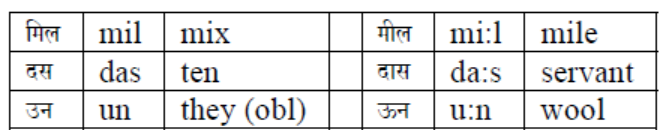 मिल mil mix मील mi:l mile
दस das ten दास da:s servant
उन un they (obl) ऊन u:n wool